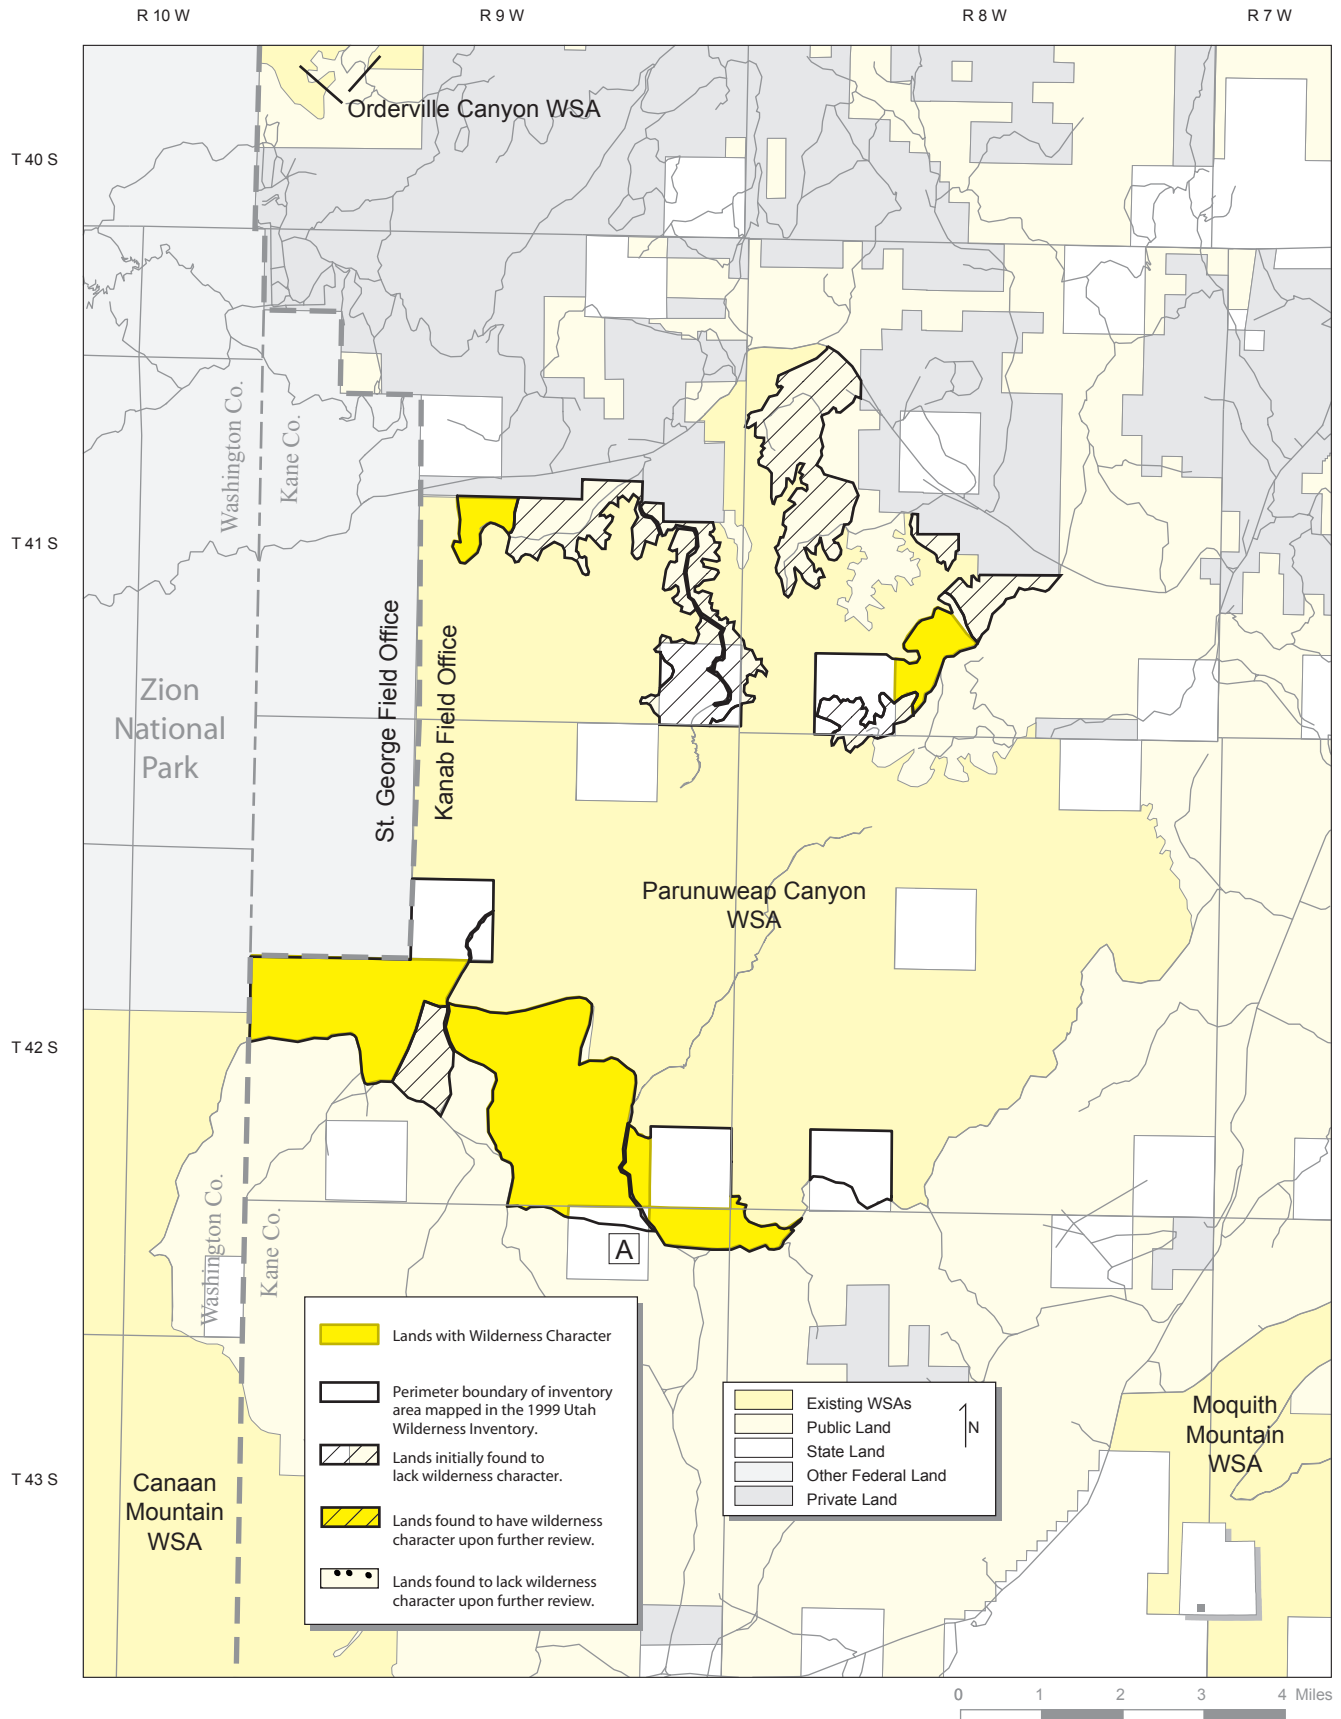 R 10 W
R 9 W
R 8 W
R 7 W
Orderville Canyon WSA
T 40 S
Washington Co.
Kane Co.
T 41 S
St. George Field Office
Kanab Field Office
Zion
National
Park
Parunuweap Canyon
WSA
T 42 S
Washington Co.
Kane Co.
A
Lands with Wilderness Character
Perimeter boundary of inventory
area mapped in the 1999 Utah
Wilderness Inventory.
Lands initially found to
lack wilderness character.
Lands found to have wilderness
character upon further review.
Lands found to lack wilderness
character upon further review.
Existing WSAs
Public Land
State Land
Other Federal Land
Private Land
N
Moquith
Mountain
WSA
T 43 S
Canaan
Mountain
WSA
0 1 2 3 4 Miles